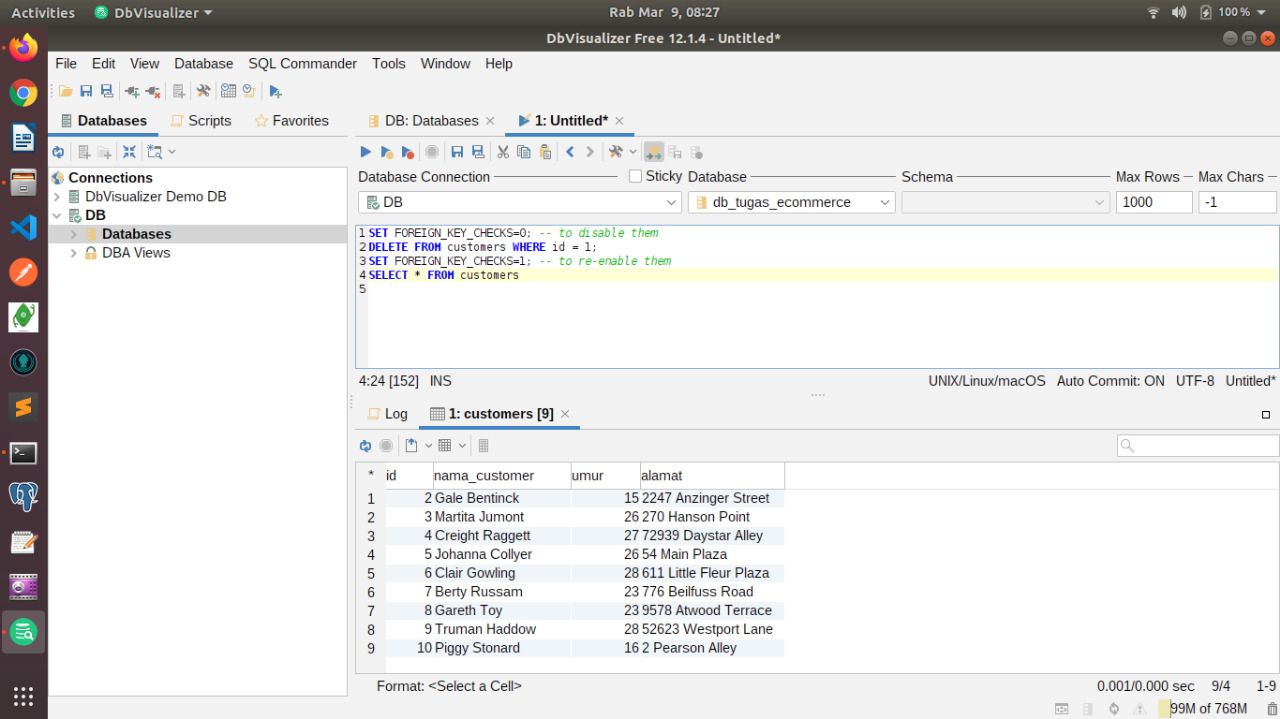 Activities DbVisualizer Rab Mar 9, 08:27 100 %
DbVisualizer Free 12.1.4 - Untitled*
File Edit View Database SQL Commander Tools Window Help
Databases Scripts Favorites DB: Databases 1: Untitled*
Connections
DbVisualizer Demo DB
DB
Databases
DBA Views
Database Connection Sticky Database Schema Max Rows Max Chars
DB db_tugas_ecommerce 1000 -1
1 SET FOREIGN_KEY_CHECKS=0; -- to disable them
2 DELETE FROM customers WHERE id = 1;
3 SET FOREIGN_KEY_CHECKS=1; -- to re-enable them
4 SELECT * FROM customers
5
4:24 [152] INS UNIX/Linux/macOS Auto Commit: ON UTF-8 Untitled*
Log 1: customers [9]
* id nama_customer umur alamat
1 2 Gale Bentinck 15 2247 Anzinger Street
2 3 Martita Jumont 26 270 Hanson Point
3 4 Creight Raggett 27 72939 Daystar Alley
4 5 Johanna Collyer 26 54 Main Plaza
5 6 Clair Gowling 28 611 Little Fleur Plaza
6 7 Berty Russam 23 776 Beilfuss Road
7 8 Gareth Toy 23 9578 Atwood Terrace
8 9 Truman Haddow 28 52623 Westport Lane
9 10 Piggy Stonard 16 2 Pearson Alley
Format: <Select a Cell> 0.001/0.000 sec 9/4 1-9
99M of 768M